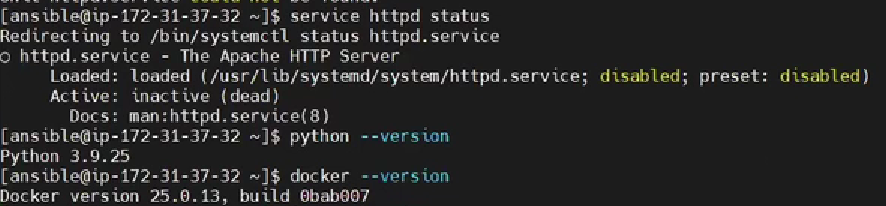 [ansible@ip-172-31-37-32 ~]$ service httpd status
Redirecting to /bin/systemctl status httpd.service
○ httpd.service - The Apache HTTP Server
     Loaded: loaded (/usr/lib/systemd/system/httpd.service; disabled; preset: disabled)
     Active: inactive (dead)
       Docs: man:httpd.service(8)
[ansible@ip-172-31-37-32 ~]$ python --version
Python 3.9.25
[ansible@ip-172-31-37-32 ~]$ docker --version
Docker version 25.0.13, build 0bab007